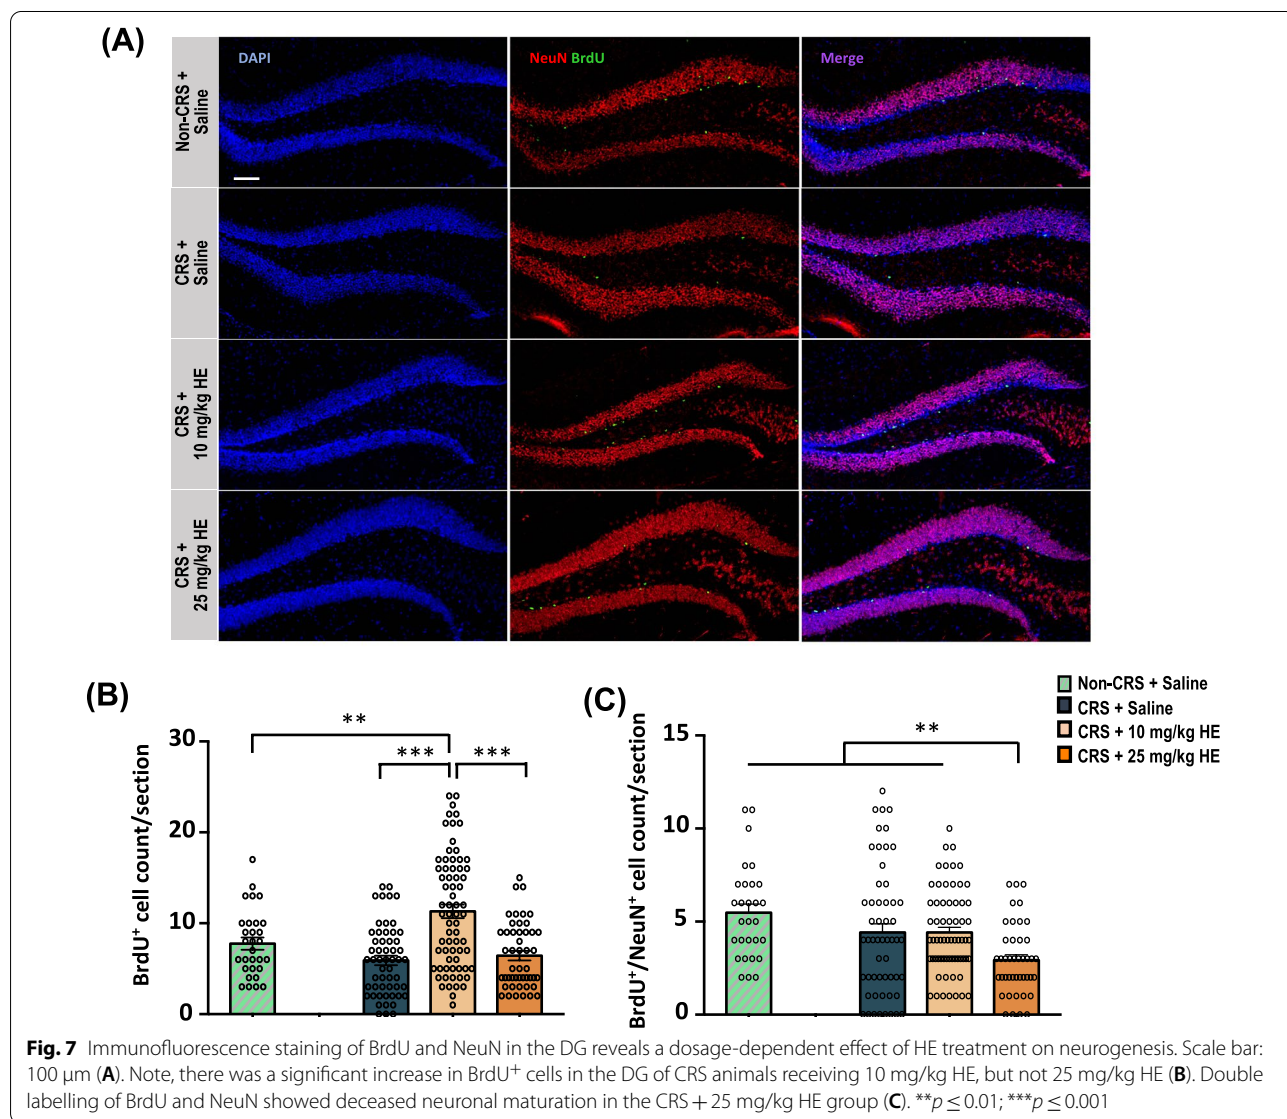 (A)
DAPI
NeuN BrdU
Merge
Non-CRS +
Saline
CRS +
Saline
CRS +
10 mg/kg HE
CRS +
25 mg/kg HE
(B)
BrdU⁺ cell count/section
30
20
10
0
**
***
***
(C)
BrdU⁺/NeuN⁺ cell count/section
15
10
5
0
**
Non-CRS + Saline
CRS + Saline
CRS + 10 mg/kg HE
CRS + 25 mg/kg HE
Fig. 7 Immunofluorescence staining of BrdU and NeuN in the DG reveals a dosage-dependent effect of HE treatment on neurogenesis. Scale bar:
100 μm (A). Note, there was a significant increase in BrdU⁺ cells in the DG of CRS animals receiving 10 mg/kg HE, but not 25 mg/kg HE (B). Double
labelling of BrdU and NeuN showed deceased neuronal maturation in the CRS + 25 mg/kg HE group (C). **p ≤ 0.01; ***p ≤ 0.001